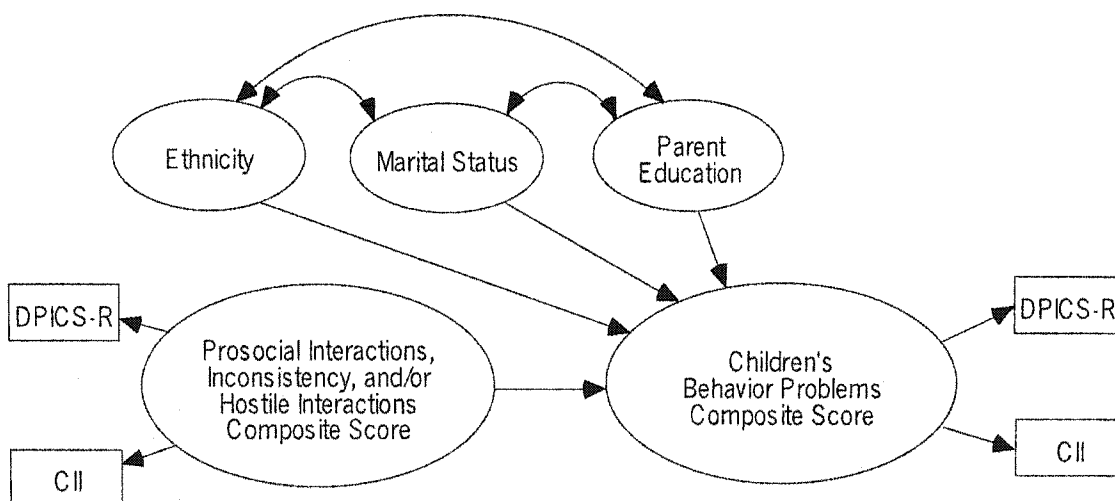 Ethnicity
Marital Status
Parent
Education
DPICS-R
CII
Prosocial Interactions,
Inconsistency, and/or
Hostile Interactions
Composite Score
Children's
Behavior Problems
Composite Score
DPICS-R
CII